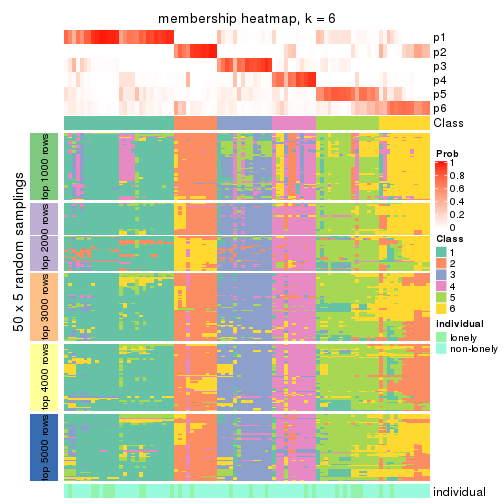 membership heatmap, k = 6
p1
p2
p3
p4
p5
p6
Class
50 x 5 random samplings
top 1000 rows
top 2000 rows
top 3000 rows
top 4000 rows
top 5000 rows
individual
Prob
1
0.8
0.6
0.4
0.2
0
Class
1
2
3
4
5
6
Individual
lonely
non-lonely